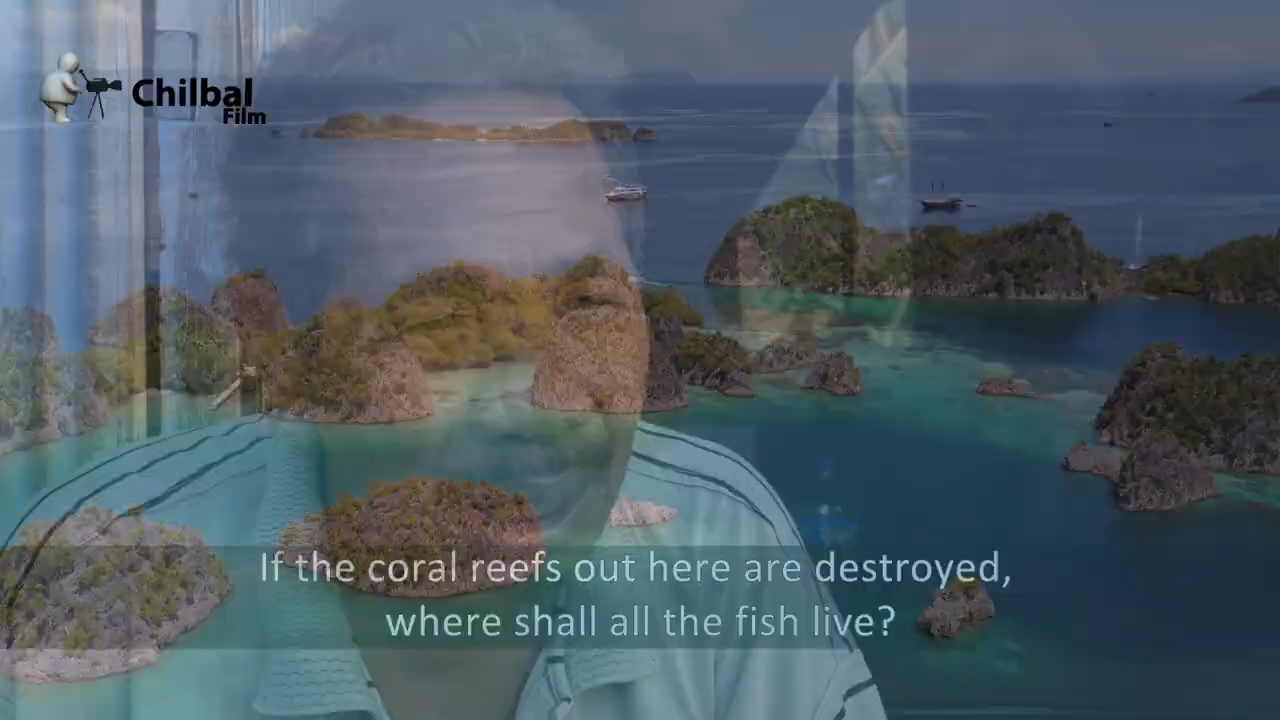 Chilbal
Film
If the coral reefs out here are destroyed,
where shall all the fish live?